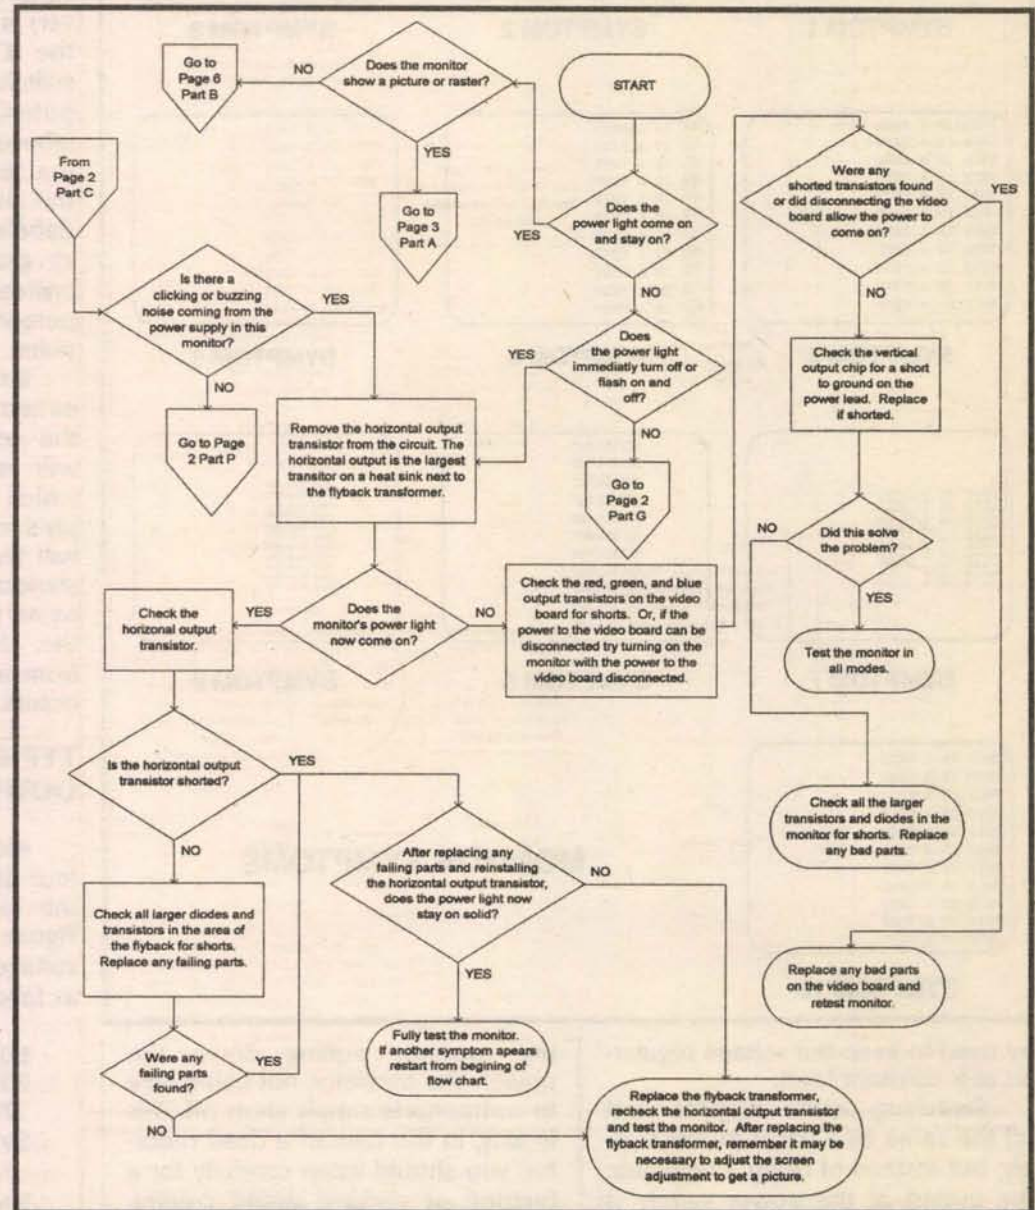 START
Does the
power light come on
and stay on?
YES
NO
Does the monitor
show a picture or raster?
NO
Go to
Page 6
Part B
YES
Go to
Page 3
Part A
Does
the power light
immediatly turn off or
flash on and
off?
YES
NO
Go to
Page 2
Part G
From
Page 2
Part C
Is there a
clicking or buzzing
noise coming from the
power supply in this
monitor?
YES
NO
Go to Page
2 Part P
Remove the horizontal output
transistor from the circuit. The
horizontal output is the largest
transitor on a heat sink next to
the flyback transformer.
Does the
monitor's power light
now come on?
YES
NO
Check the
horizonal output
transistor.
Check the red, green, and blue
output transistors on the video
board for shorts. Or, if the
power to the video board can be
disconnected try turning on the
monitor with the power to the
video board disconnected.
Were any
shorted transistors found
or did disconnecting the video
board allow the power to
come on?
YES
NO
Check the vertical
output chip for a short
to ground on the
power lead. Replace
if shorted.
Did this solve
the problem?
NO
YES
Test the monitor in
all modes.
Check all the larger
transistors and diodes in the
monitor for shorts. Replace
any bad parts.
Replace any bad parts
on the video board and
retest monitor.
Is the horizontal output
transistor shorted?
YES
NO
Check all larger diodes and
transistors in the area of
the flyback for shorts.
Replace any failing parts.
Were any
failing parts
found?
YES
NO
After replacing any
failing parts and reinstalling
the horizontal output transistor,
does the power light now
stay on solid?
NO
YES
Fully test the monitor.
If another symptom apears
restart from begining of
flow chart.
Replace the flyback transformer,
recheck the horizontal output transistor
and test the monitor. After replacing the
flyback transformer, remember it may be
necessary to adjust the screen
adjustment to get a picture.